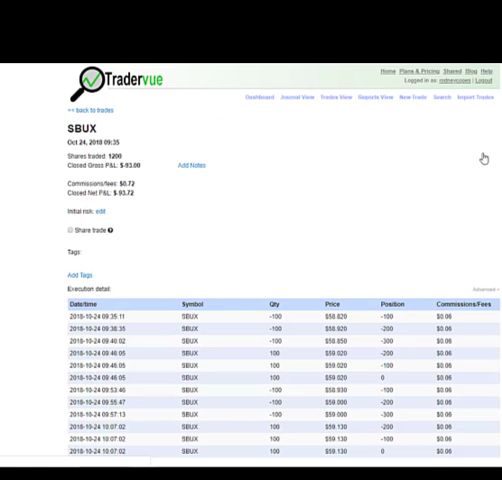 Tradervue
Home Plans & Pricing Shared Blog Help
Logged in as: rodneycopes | Logout
Dashboard Journal View Trades View Reports View New Trade Search Import Trades
<< back to trades
SBUX
Oct 24, 2018 09:35
Shares traded: 1200
Closed Gross P&L: $-93.00 Add Notes
Commissions/fees: $0.72
Closed Net P&L: $-93.72
Initial risk: edit
Share trade
Tags:
Add Tags
Execution detail: Advanced
Date/time Symbol Qty Price Position Commissions/Fees
2018-10-24 09:35:11 SBUX -100 $58.820 -100 $0.06
2018-10-24 09:38:35 SBUX -100 $58.920 -200 $0.06
2018-10-24 09:40:02 SBUX -100 $58.850 -300 $0.06
2018-10-24 09:46:05 SBUX 100 $59.020 -200 $0.06
2018-10-24 09:46:05 SBUX 100 $59.020 -100 $0.06
2018-10-24 09:46:05 SBUX 100 $59.020 0 $0.06
2018-10-24 09:53:46 SBUX -100 $58.930 -100 $0.06
2018-10-24 09:55:47 SBUX -100 $59.000 -200 $0.06
2018-10-24 09:57:13 SBUX -100 $59.000 -300 $0.06
2018-10-24 10:07:02 SBUX 100 $59.130 -200 $0.06
2018-10-24 10:07:02 SBUX 100 $59.130 -100 $0.06
2018-10-24 10:07:02 SBUX 100 $59.130 0 $0.06